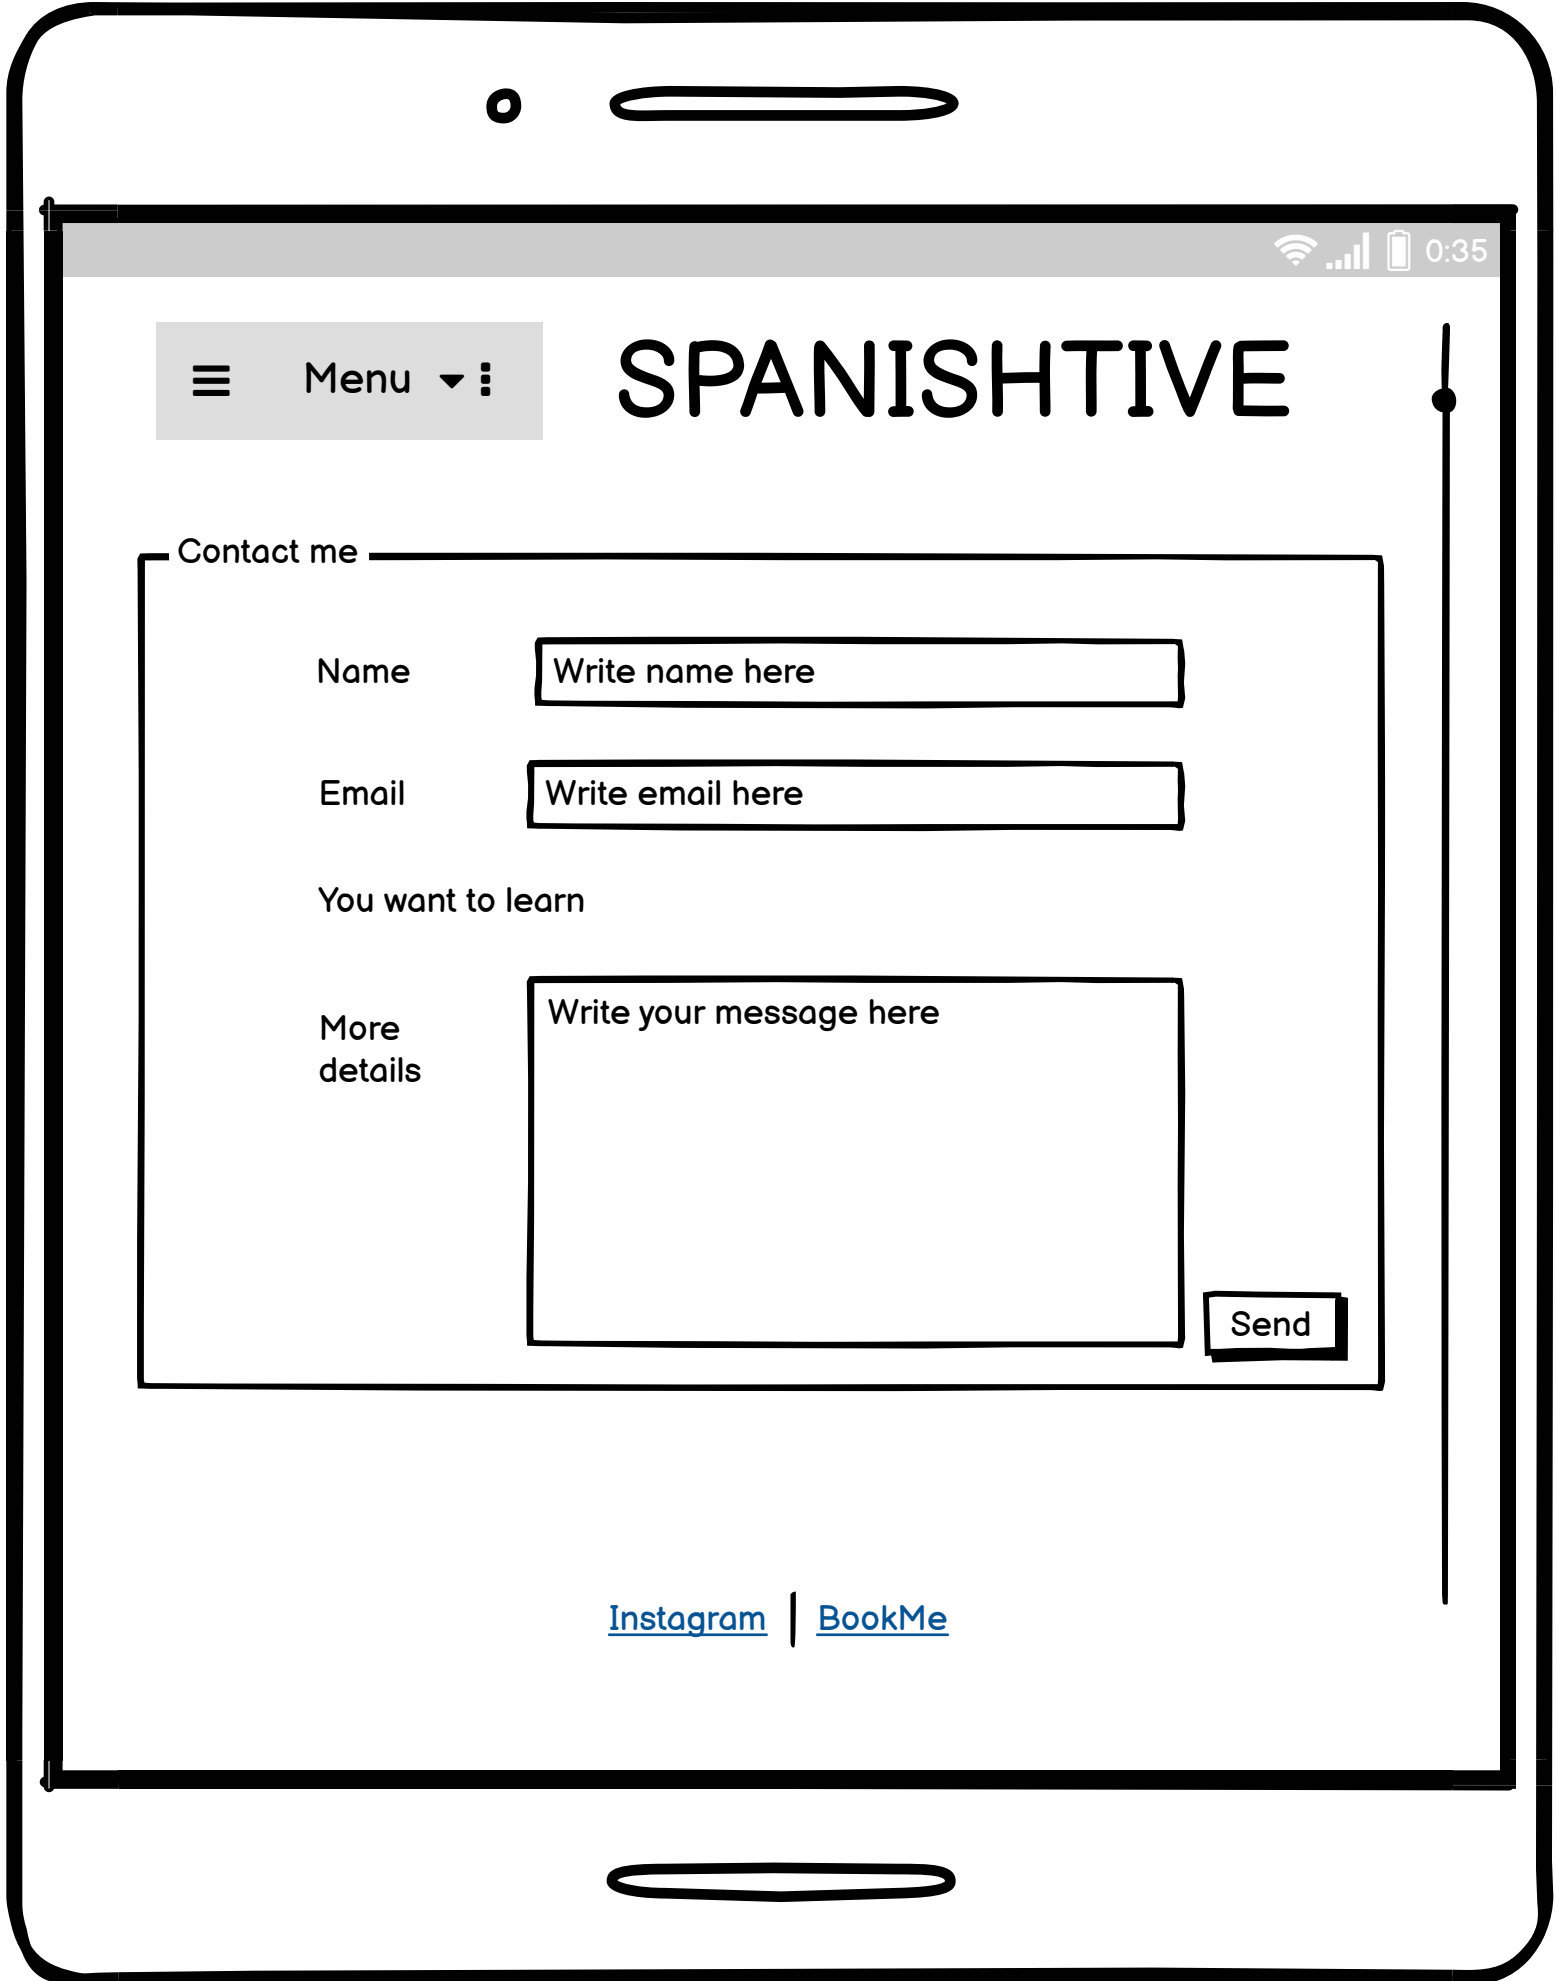 0:35
Menu
SPANISHTIVE
Contact me
Name
Write name here
Email
Write email here
You want to learn
More
details
Write your message here
Send
Instagram
BookMe